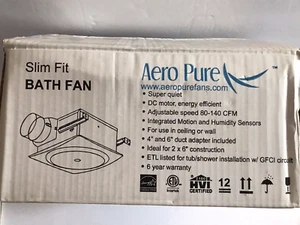 Slim Fit
BATH FAN
Aero Pure ™
www.aeropurefans.com
• Super quiet
• DC motor, energy efficient
• Adjustable speed 80-140 CFM
• Integrated Motion and Humidity Sensors
• For use in ceiling or wall
• 4" and 6" duct adapter included
• Ideal for 2 x 8" construction
• ETL listed for tub/shower installation w/ GFCI circuit
• 6 year warranty
HVI
CERTIFIED
12